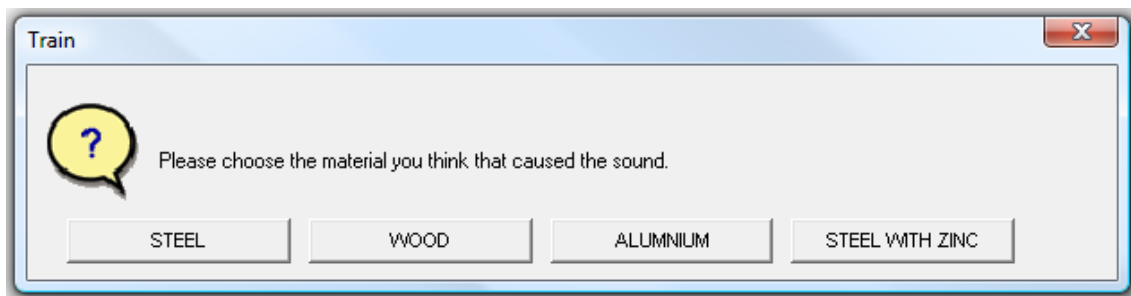 Train
?
Please choose the material you think that caused the sound.
STEEL
WOOD
ALUMNIUM
STEEL WITH ZINC